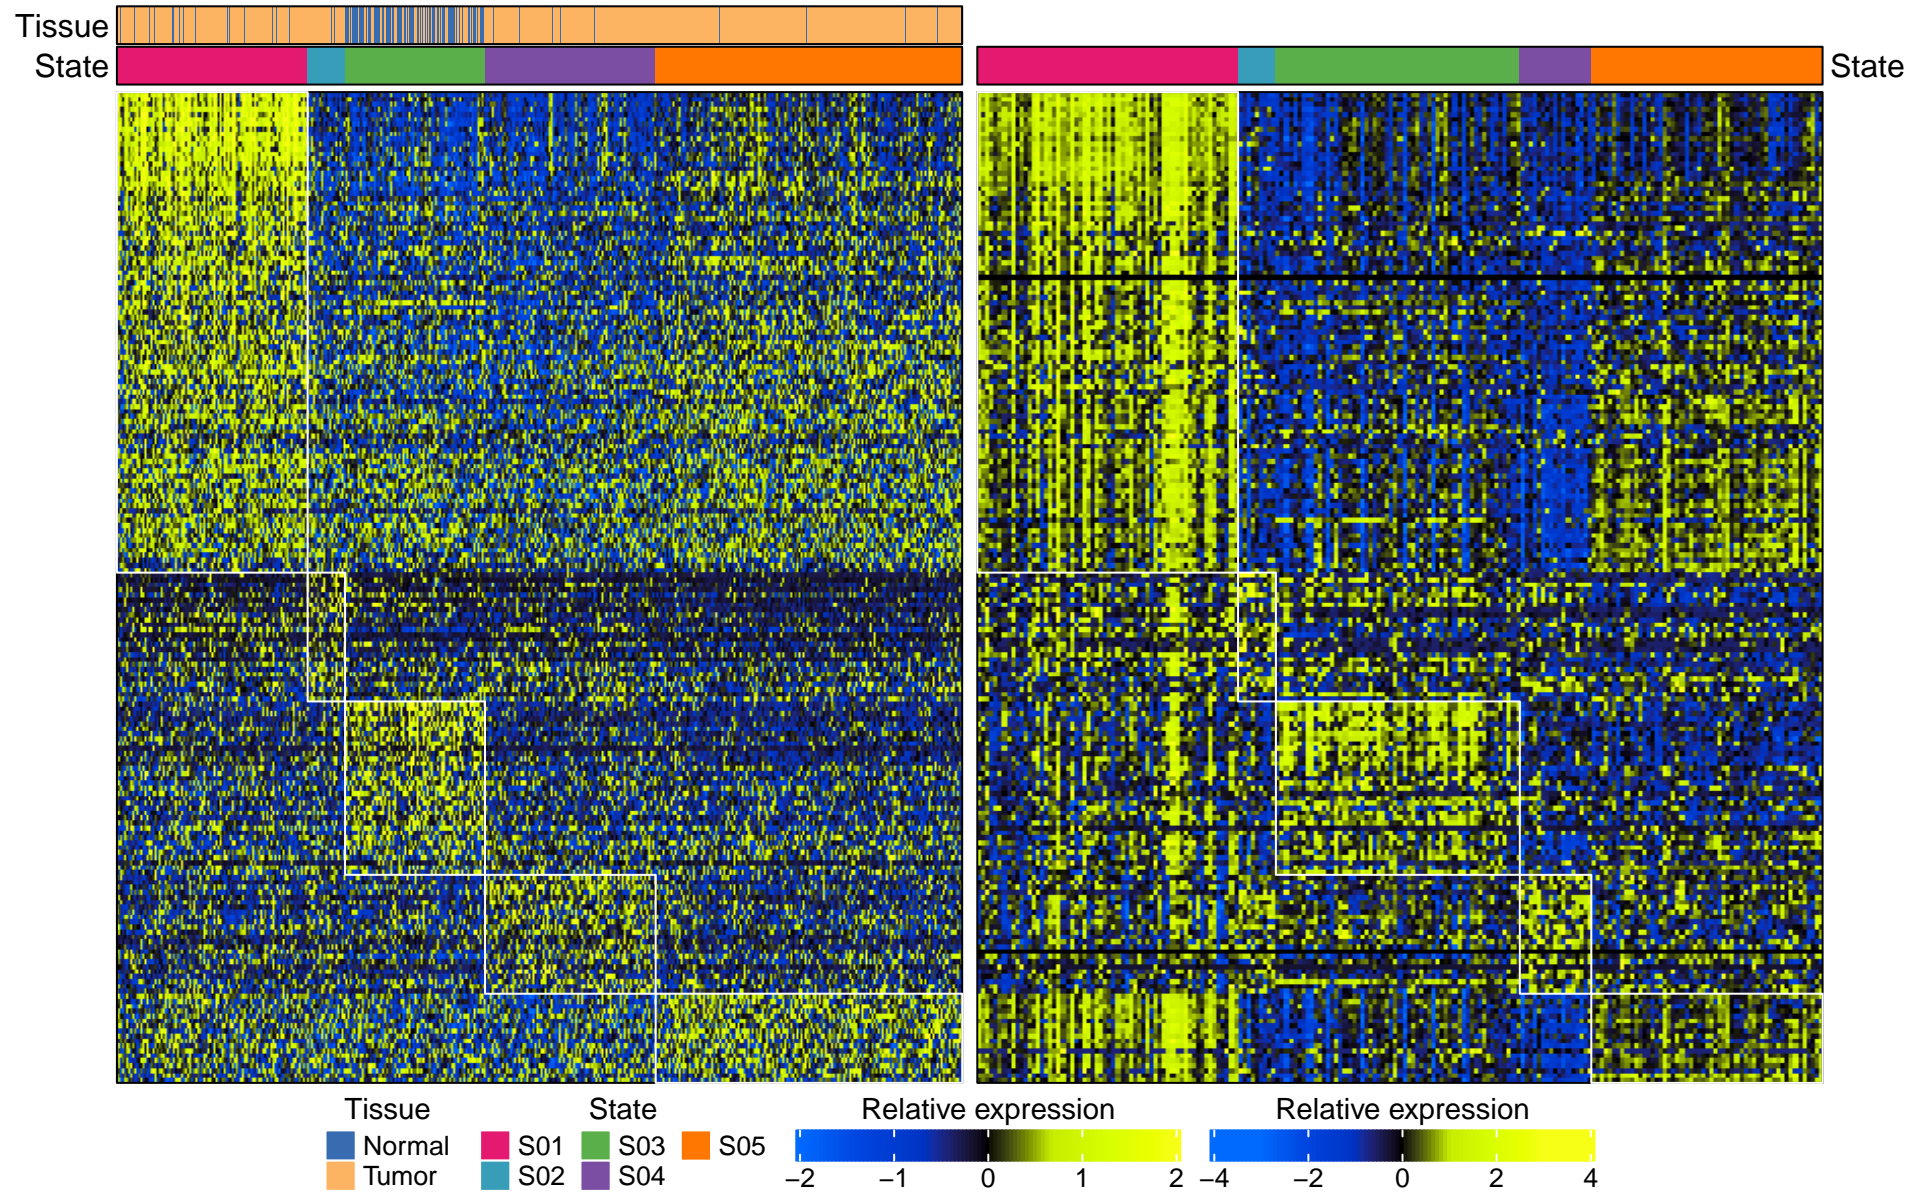 Tissue
State
State
Tissue State Relative expression Relative expression
Normal S01 S03 S05
Tumor S02 S04
−2 −1 0 1 2 −4 −2 0 2 4